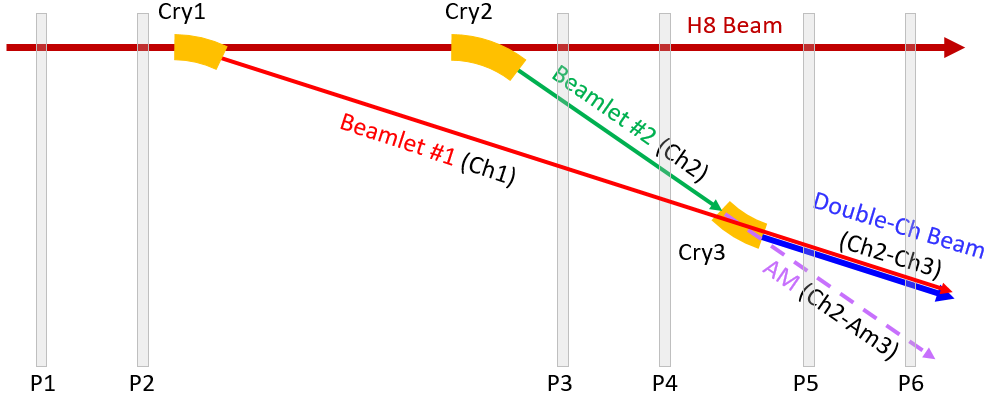 Cry1
Cry2
H8 Beam
Beamlet #2 (Ch2)
Beamlet #1 (Ch1)
Double-Ch Beam
(Ch2-Ch3)
Cry3
AM (Ch2-Am3)
P1
P2
P3
P4
P5
P6